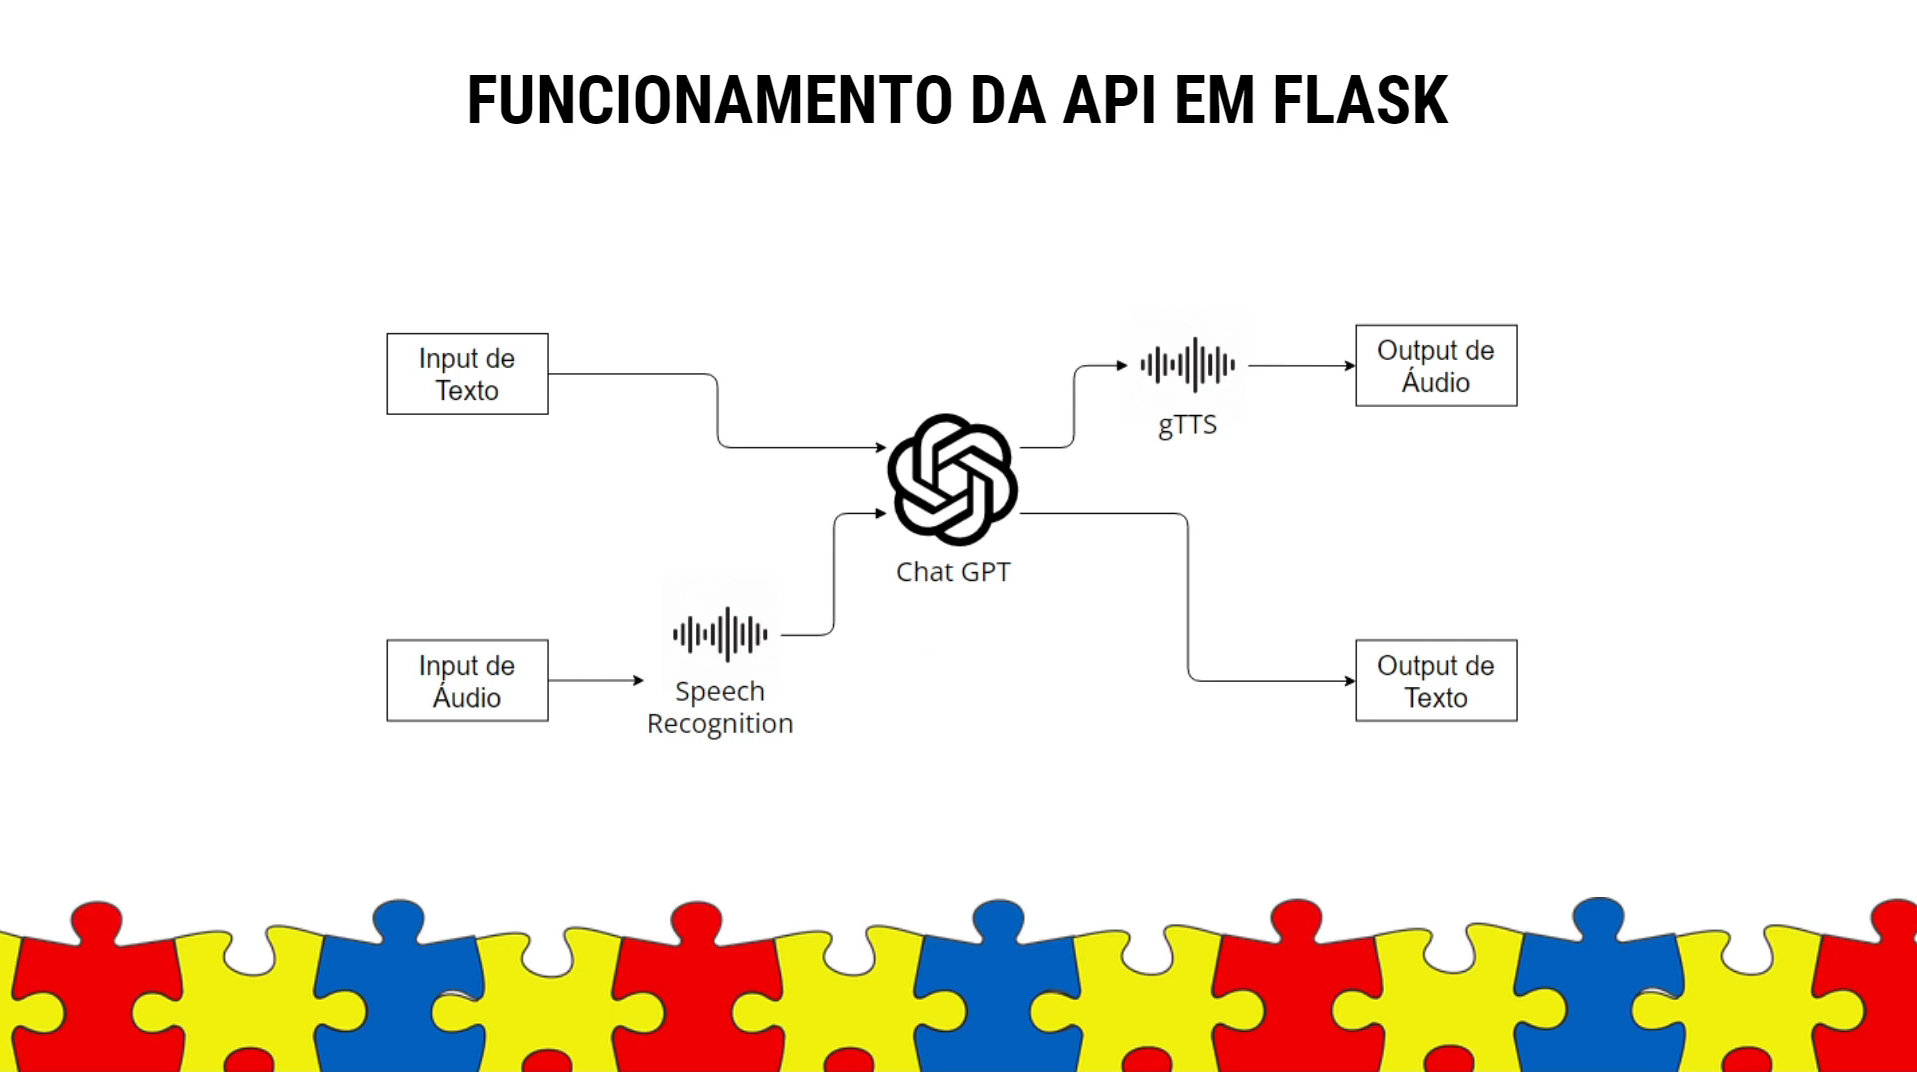 FUNCIONAMENTO DA API EM FLASK
Input de
Texto
Output de
Áudio
gTTS
Chat GPT
Input de
Áudio
Speech
Recognition
Output de
Texto